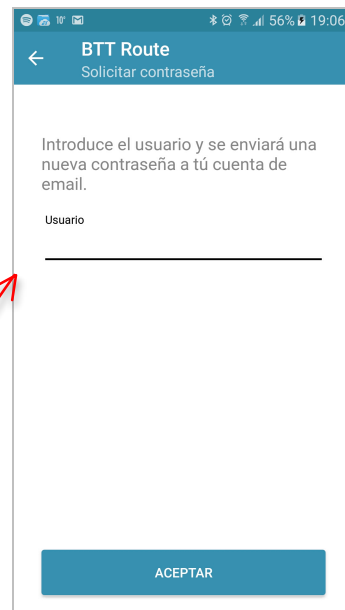 10° 56% 19:06
BTT Route
Solicitar contraseña
Introduce el usuario y se enviará una
nueva contraseña a tú cuenta de
email.
Usuario
ACEPTAR